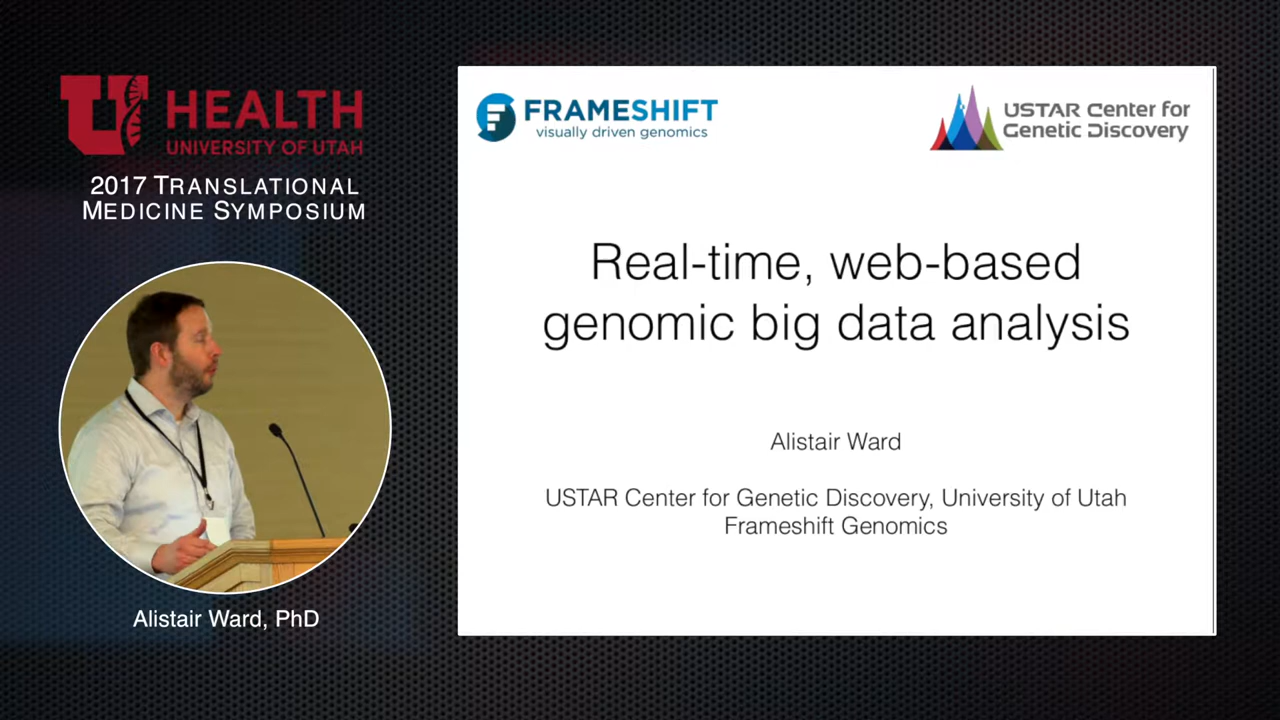 U HEALTH
UNIVERSITY OF UTAH
2017 TRANSLATIONAL
MEDICINE SYMPOSIUM
Alistair Ward, PhD
FRAMESHIFT
visually driven genomics
USTAR Center for
Genetic Discovery
Real-time, web-based
genomic big data analysis
Alistair Ward
USTAR Center for Genetic Discovery, University of Utah
Frameshift Genomics